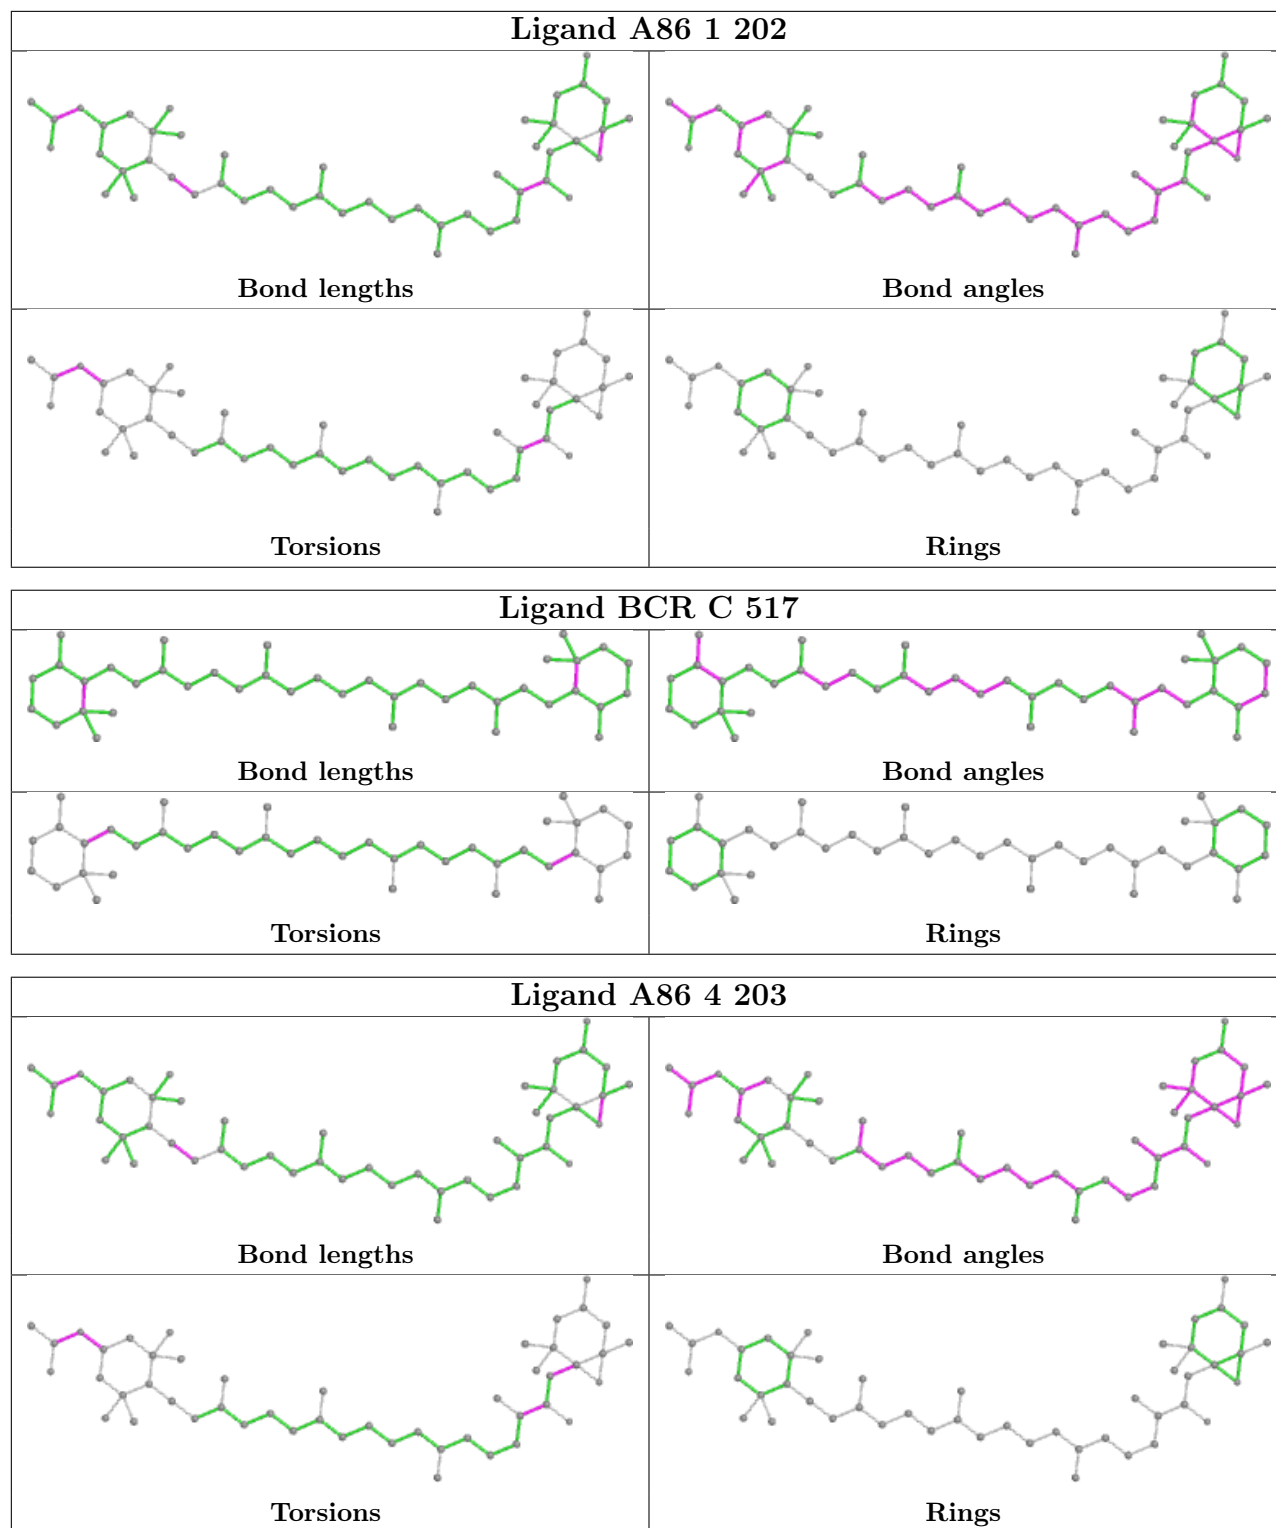 Ligand A86 1 202
Bond lengths
Bond angles
Torsions
Rings
Ligand BCR C 517
Bond lengths
Bond angles
Torsions
Rings
Ligand A86 4 203
Bond lengths
Bond angles
Torsions
Rings